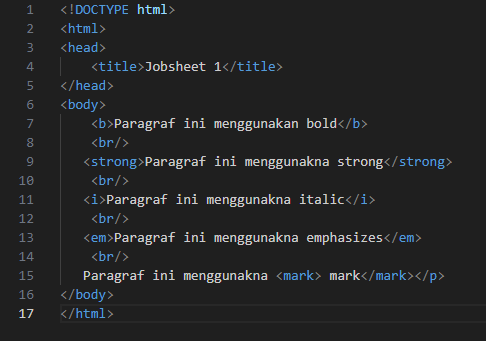 1 <!DOCTYPE html>
2 <html>
3 <head>
4     <title>Jobsheet 1</title>
5 </head>
6 <body>
7     <b>Paragraf ini menggunakan bold</b>
8     <br/>
9    <strong>Paragraf ini menggunakna strong</strong>
10     <br/>
11    <i>Paragraf ini menggunakna italic</i>
12     <br/>
13    <em>Paragraf ini menggunakna emphasizes</em>
14     <br/>
15    Paragraf ini menggunakna <mark> mark</mark></p>
16 </body>
17 </html>